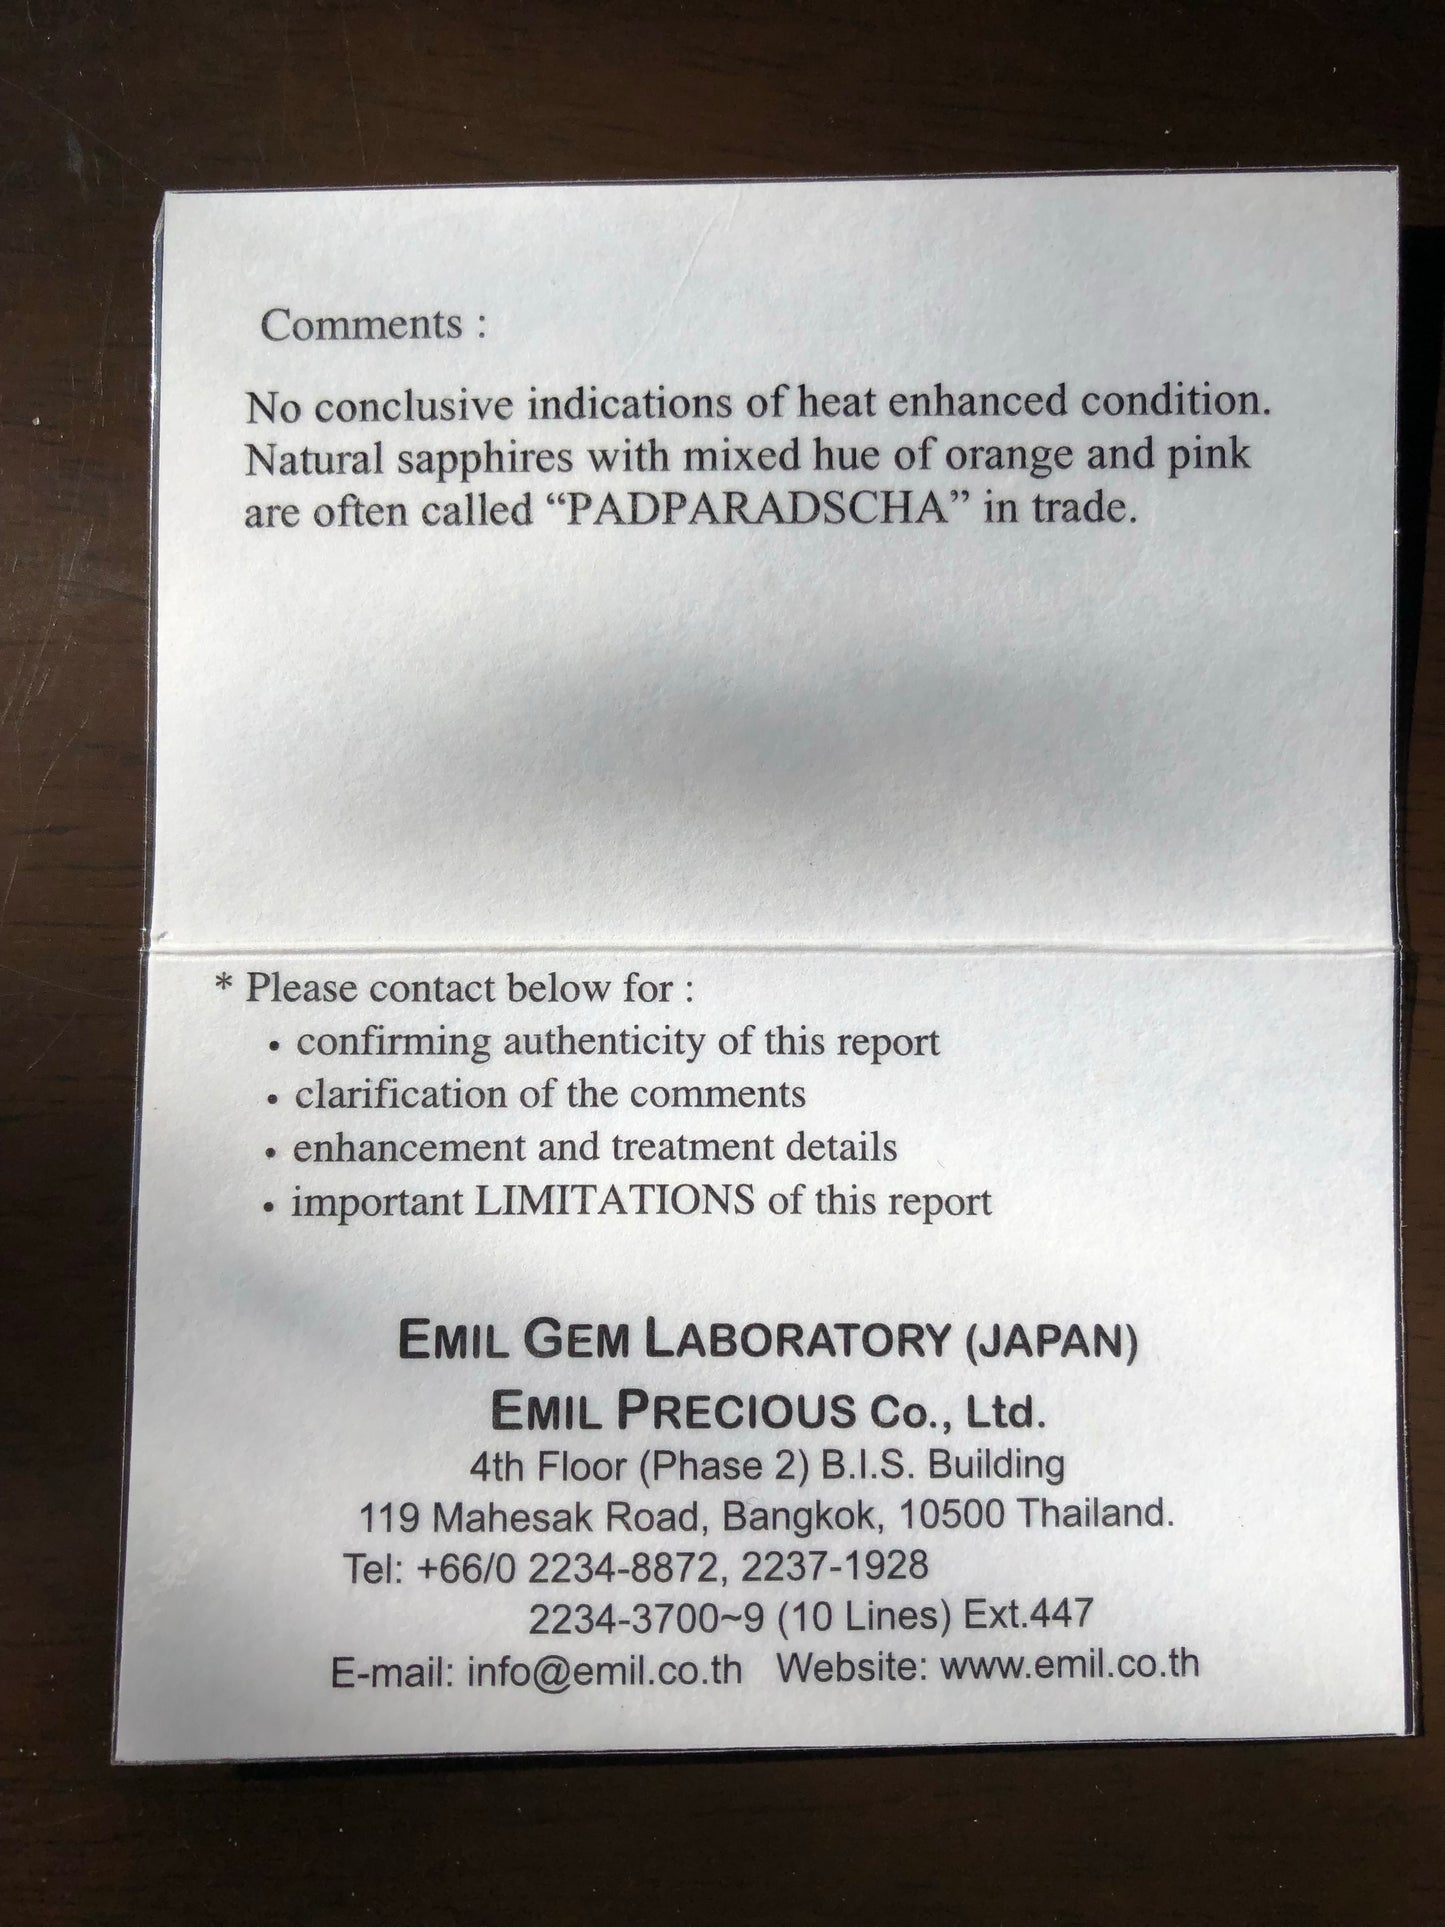 Comments :
No conclusive indications of heat enhanced condition.
Natural sapphires with mixed hue of orange and pink
are often called “PADPARADSCHA” in trade.
* Please contact below for :
• confirming authenticity of this report
• clarification of the comments
• enhancement and treatment details
• important LIMITATIONS of this report
EMIL GEM LABORATORY (JAPAN)
EMIL PRECIOUS Co., Ltd.
4th Floor (Phase 2) B.I.S. Building
119 Mahesak Road, Bangkok, 10500 Thailand.
Tel: +66/0 2234-8872, 2237-1928
2234-3700~9 (10 Lines) Ext.447
E-mail: info@emil.co.th Website: www.emil.co.th